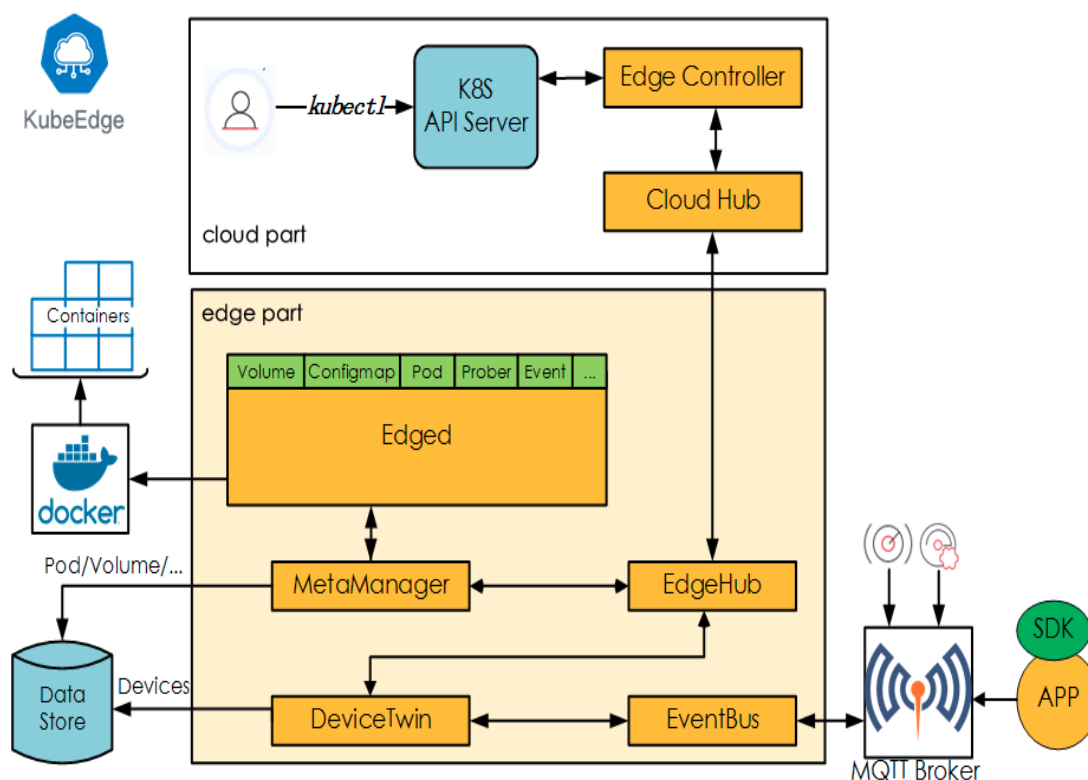 KubeEdge
kubectl
K8S
API Server
Edge Controller
Cloud Hub
cloud part
edge part
Containers
Volume
Configmap
Pod
Prober
Event
...
Edged
docker
Pod/Volume/...
MetaManager
EdgeHub
Data
Store
Devices
DeviceTwin
EventBus
MQTT Broker
SDK
APP